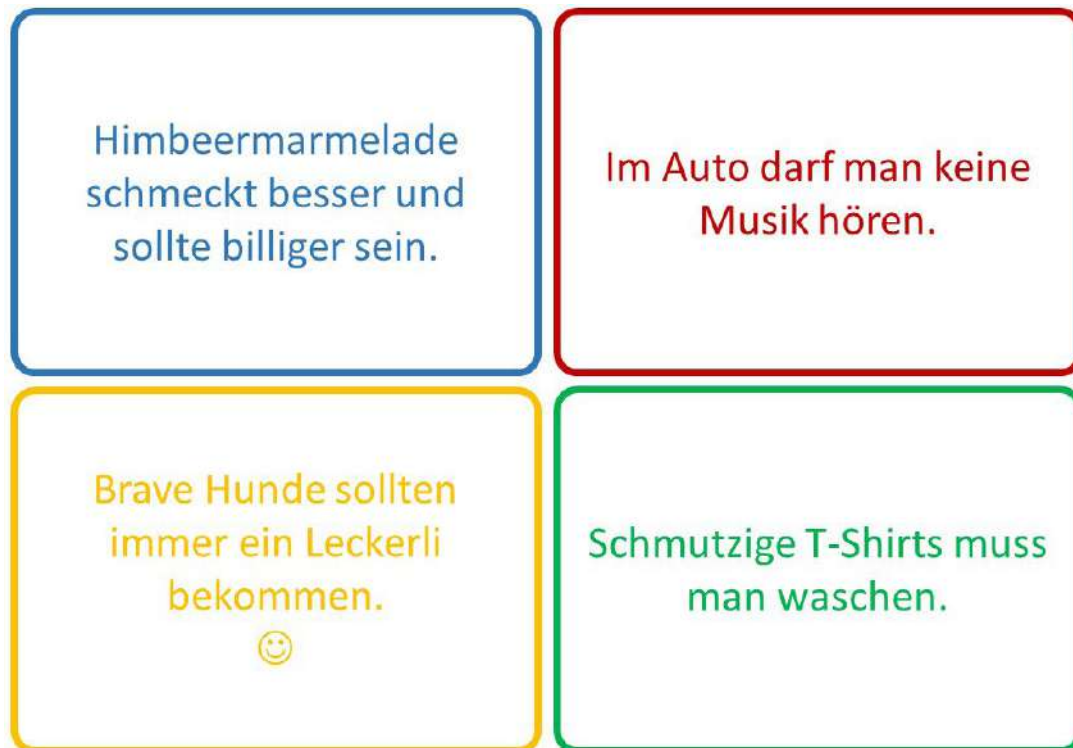 Himbeermarmelade
schmeckt besser und
sollte billiger sein.
Im Auto darf man keine
Musik hören.
Brave Hunde sollten
immer ein Leckerli
bekommen.
☺
Schmutzige T-Shirts muss
man waschen.